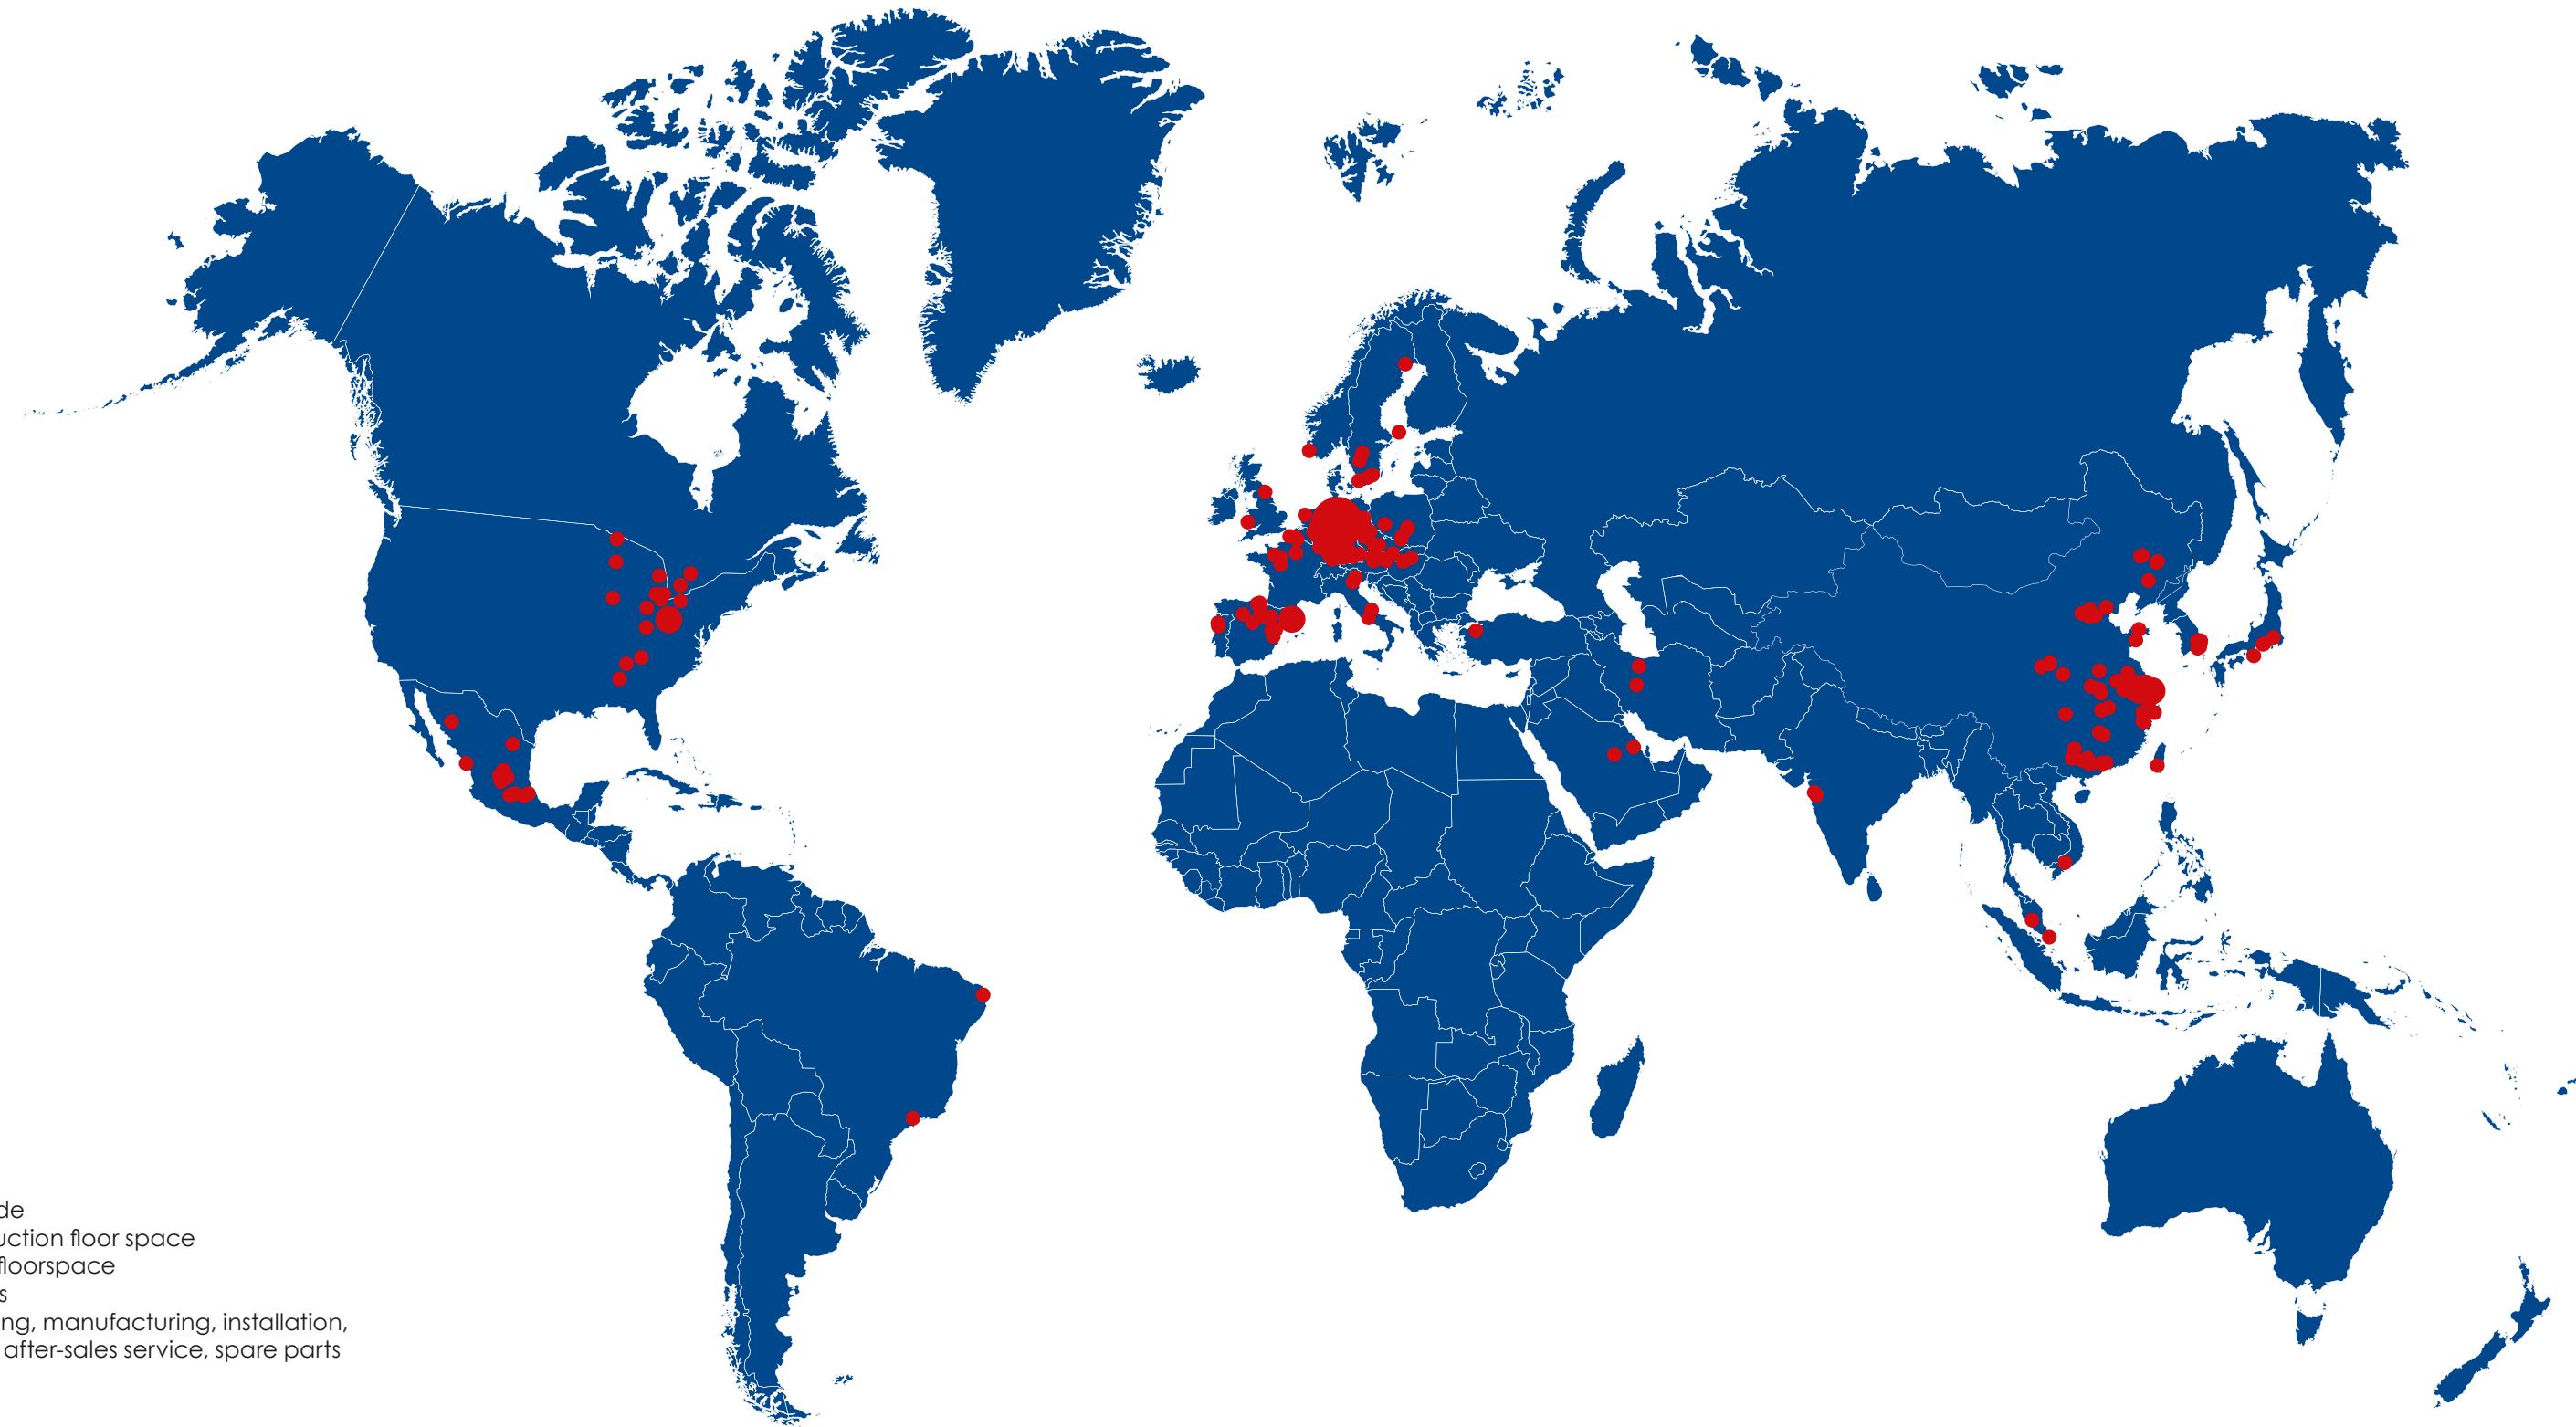 de
uction floor space
floorspace
s
ng, manufacturing, installation,
after-sales service, spare parts